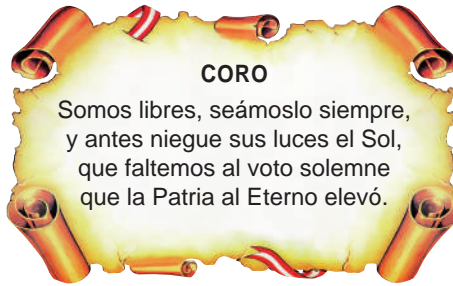 CORO
Somos libres, seámoslo siempre,
y antes niegue sus luces el Sol,
que faltemos al voto solemne
que la Patria al Eterno elevó.